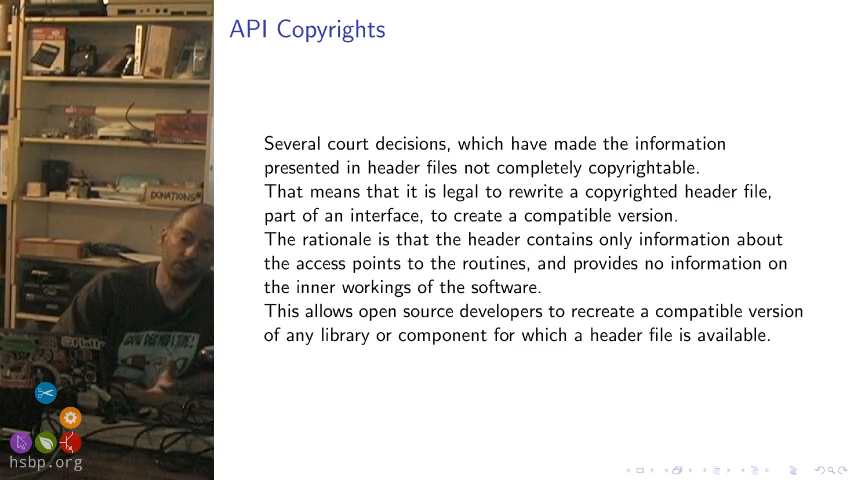 API Copyrights
Several court decisions, which have made the information
presented in header files not completely copyrightable.
That means that it is legal to rewrite a copyrighted header file,
part of an interface, to create a compatible version.
The rationale is that the header contains only information about
the access points to the routines, and provides no information on
the inner workings of the software.
This allows open source developers to recreate a compatible version
of any library or component for which a header file is available.
DONATIONS
hsbp.org